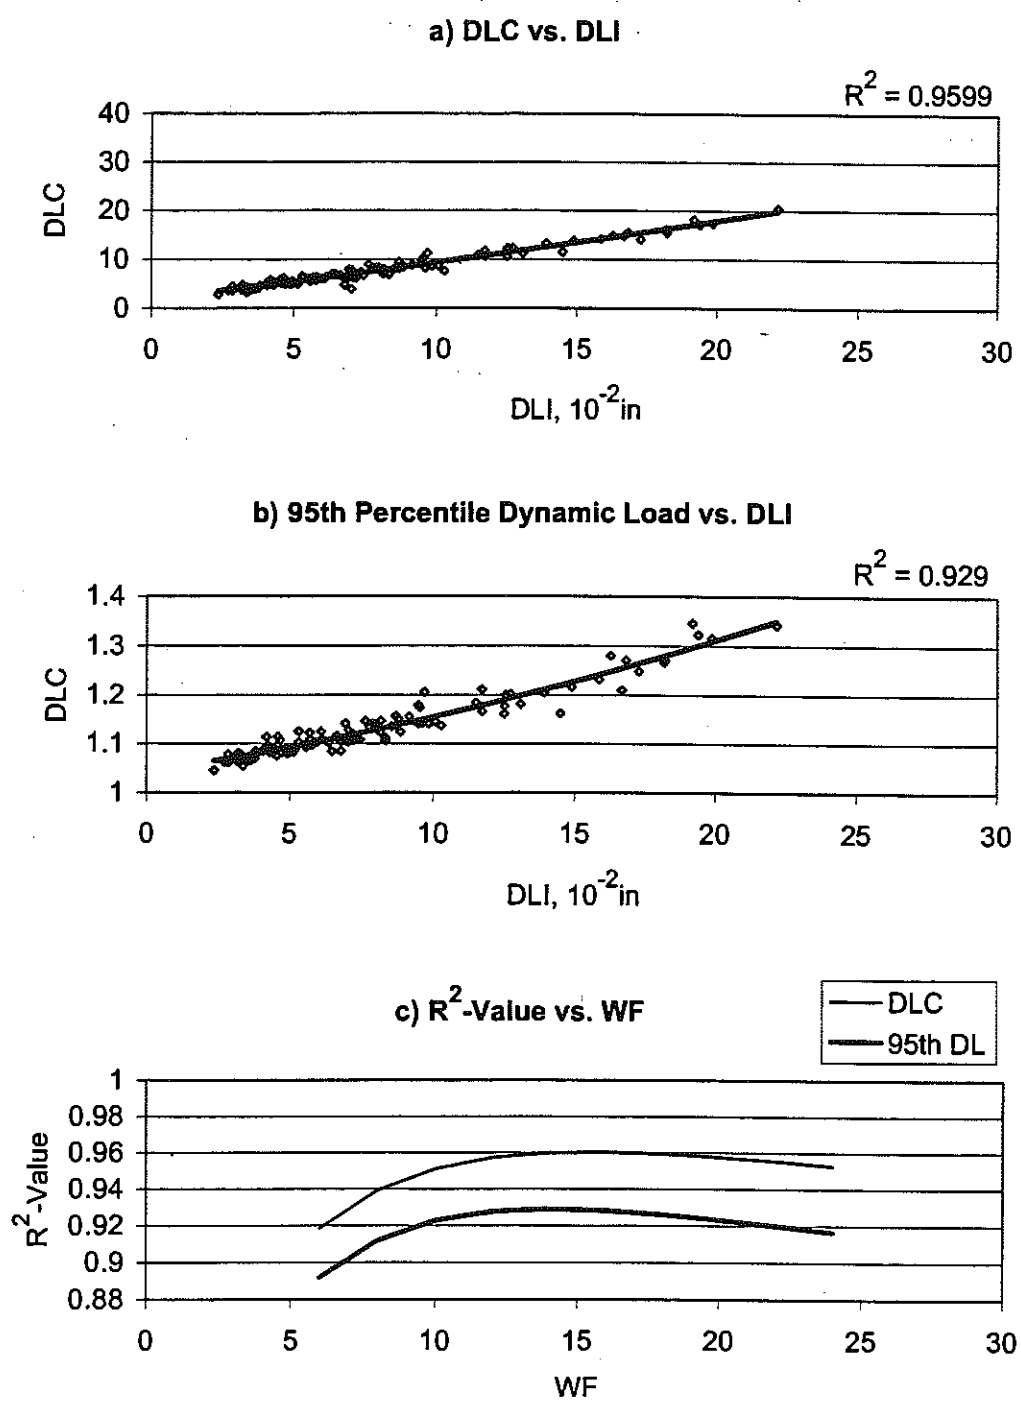 a) DLC vs. DLI
R² = 0.9599
40
30
20
10
0
DLC
0 5 10 15 20 25 30
DLI, 10⁻²in
b) 95th Percentile Dynamic Load vs. DLI
R² = 0.929
1.4
1.3
1.2
1.1
1
DLC
0 5 10 15 20 25 30
DLI, 10⁻²in
c) R²-Value vs. WF
DLC
95th DL
1
0.98
0.96
0.94
0.92
0.9
0.88
R²-Value
0 5 10 15 20 25 30
WF